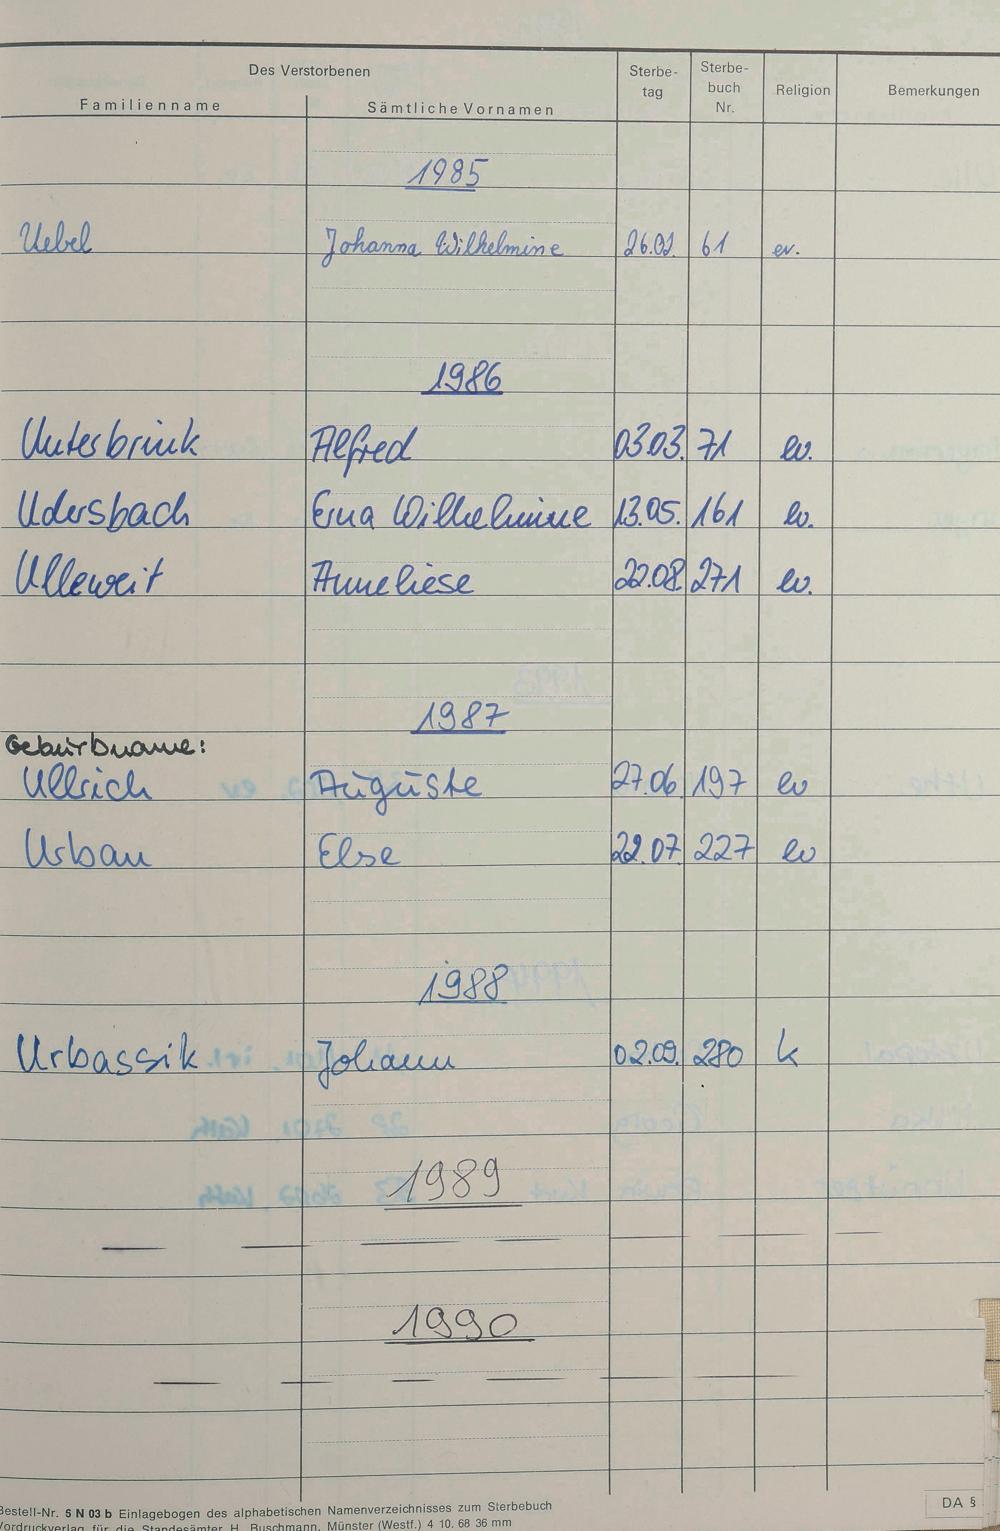 Des Verstorbenen
Familienname Sämtliche Vornamen Sterbe-tag Sterbe-buch Nr. Religion Bemerkungen
1985
Uebel Johanna Wilhelmine 26.02. 61 ev.
1986
Untesbrink Alfred 03.03. 71 ev.
Udersbach Erna Wilhelmine 13.05. 161 ev.
Ulleweit Anneliese 22.08. 271 ev.
1987
Geburtsname:
Ullrich Auguste 27.06 197 ev
Urban Else 22.07. 227 ev
1988
Urbassik Johann 02.09. 280 k
1989
— — — — — — —
1990
— — — — — —
Bestell-Nr. 5 N 03 b Einlagebogen des alphabetischen Namenverzeichnisses zum Sterbebuch
Vordruckverlag für die Standesämter H. Buschmann, Münster (Westf.) 4 10. 68 36 mm
DA §